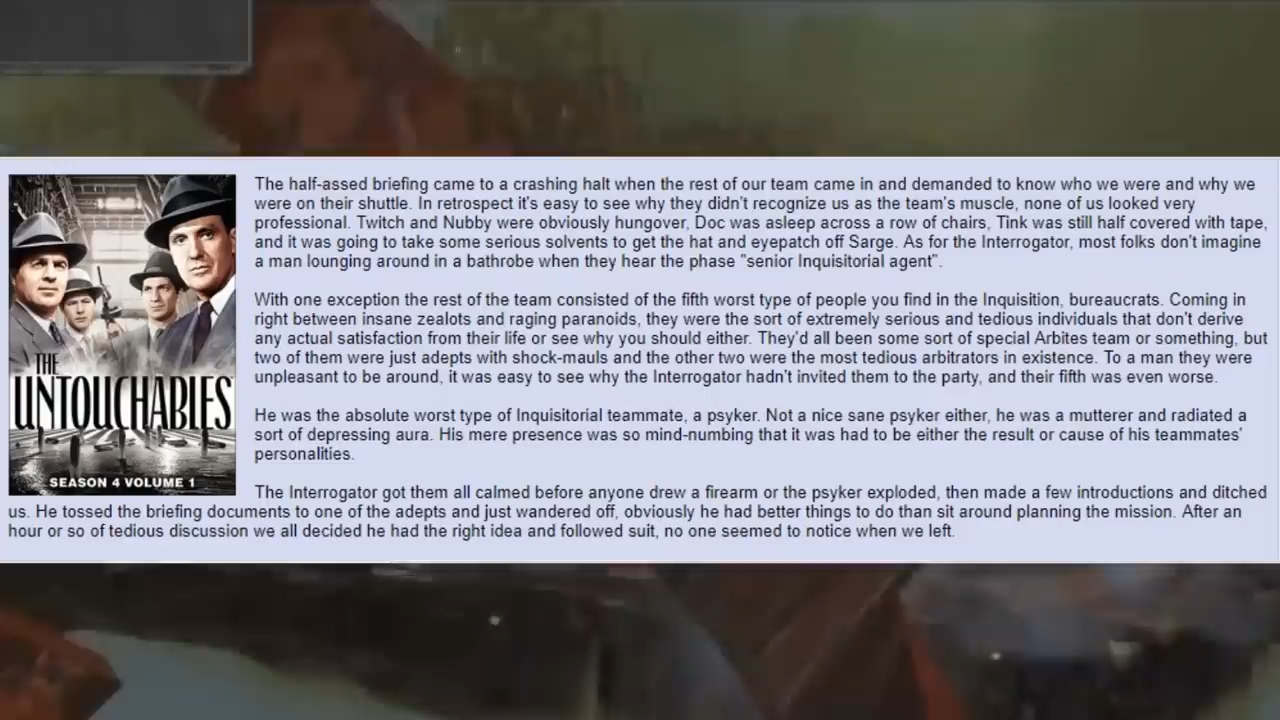 THE
UNTOUCHABLES
SEASON 4 VOLUME 1
The half-assed briefing came to a crashing halt when the rest of our team came in and demanded to know who we were and why we
were on their shuttle. In retrospect it's easy to see why they didn't recognize us as the team's muscle, none of us looked very
professional. Twitch and Nubby were obviously hungover, Doc was asleep across a row of chairs, Tink was still half covered with tape,
and it was going to take some serious solvents to get the hat and eyepatch off Sarge. As for the Interrogator, most folks don't imagine
a man lounging around in a bathrobe when they hear the phase "senior Inquisitorial agent".
With one exception the rest of the team consisted of the fifth worst type of people you find in the Inquisition, bureaucrats. Coming in
right between insane zealots and raging paranoids, they were the sort of extremely serious and tedious individuals that don't derive
any actual satisfaction from their life or see why you should either. They'd all been some sort of special Arbites team or something, but
two of them were just adepts with shock-mauls and the other two were the most tedious arbitrators in existence. To a man they were
unpleasant to be around, it was easy to see why the Interrogator hadn't invited them to the party, and their fifth was even worse.
He was the absolute worst type of Inquisitorial teammate, a psyker. Not a nice sane psyker either, he was a mutterer and radiated a
sort of depressing aura. His mere presence was so mind-numbing that it was had to be either the result or cause of his teammates'
personalities.
The Interrogator got them all calmed before anyone drew a firearm or the psyker exploded, then made a few introductions and ditched
us. He tossed the briefing documents to one of the adepts and just wandered off, obviously he had better things to do than sit around planning the mission. After an
hour or so of tedious discussion we all decided he had the right idea and followed suit, no one seemed to notice when we left.